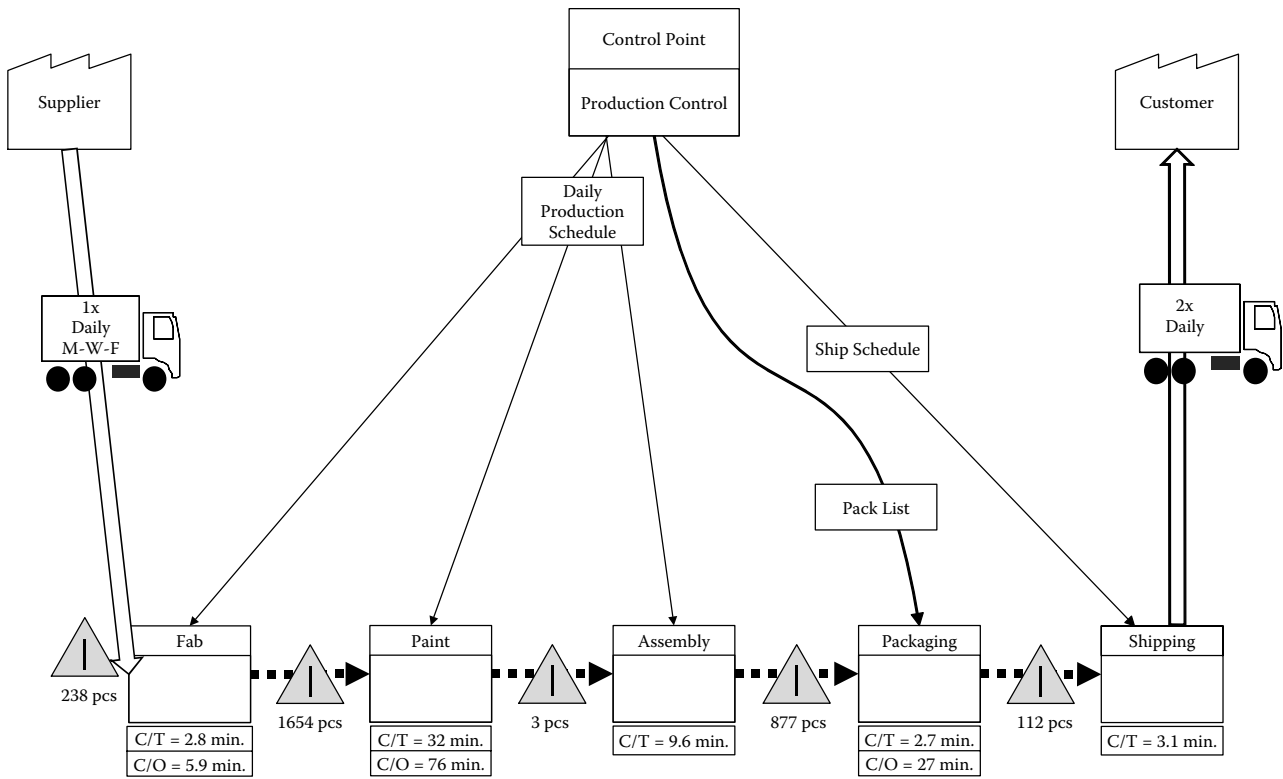 Control Point
Production Control
Supplier
Customer
Daily
Production
Schedule
1x
Daily
M-W-F
2x
Daily
Ship Schedule
Pack List
Fab
Paint
Assembly
Packaging
Shipping
238 pcs
1654 pcs
3 pcs
877 pcs
112 pcs
C/T = 2.8 min.
C/O = 5.9 min.
C/T = 32 min.
C/O = 76 min.
C/T = 9.6 min.
C/T = 2.7 min.
C/O = 27 min.
C/T = 3.1 min.